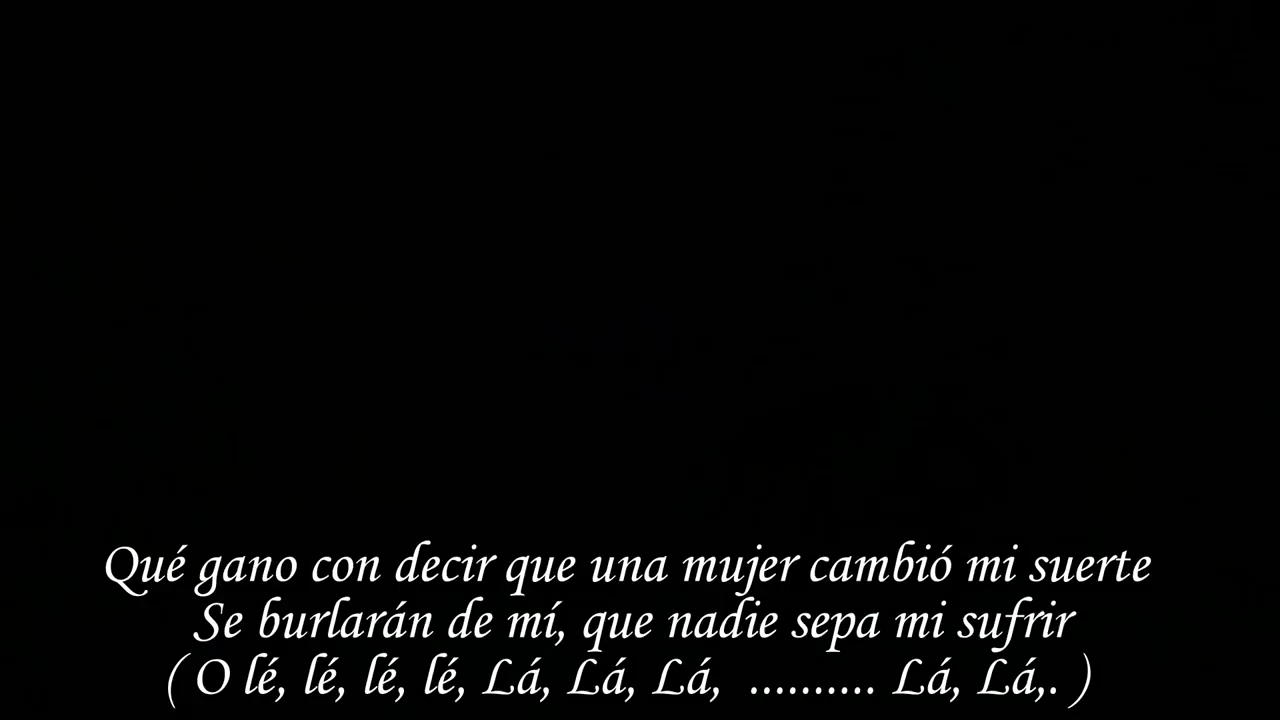 Qué gano con decir que una mujer cambió mi suerte
Se burlarán de mí, que nadie sepa mi sufrir
( O lé, lé, lé, lé, Lá, Lá, Lá, .......... Lá, Lá,. )